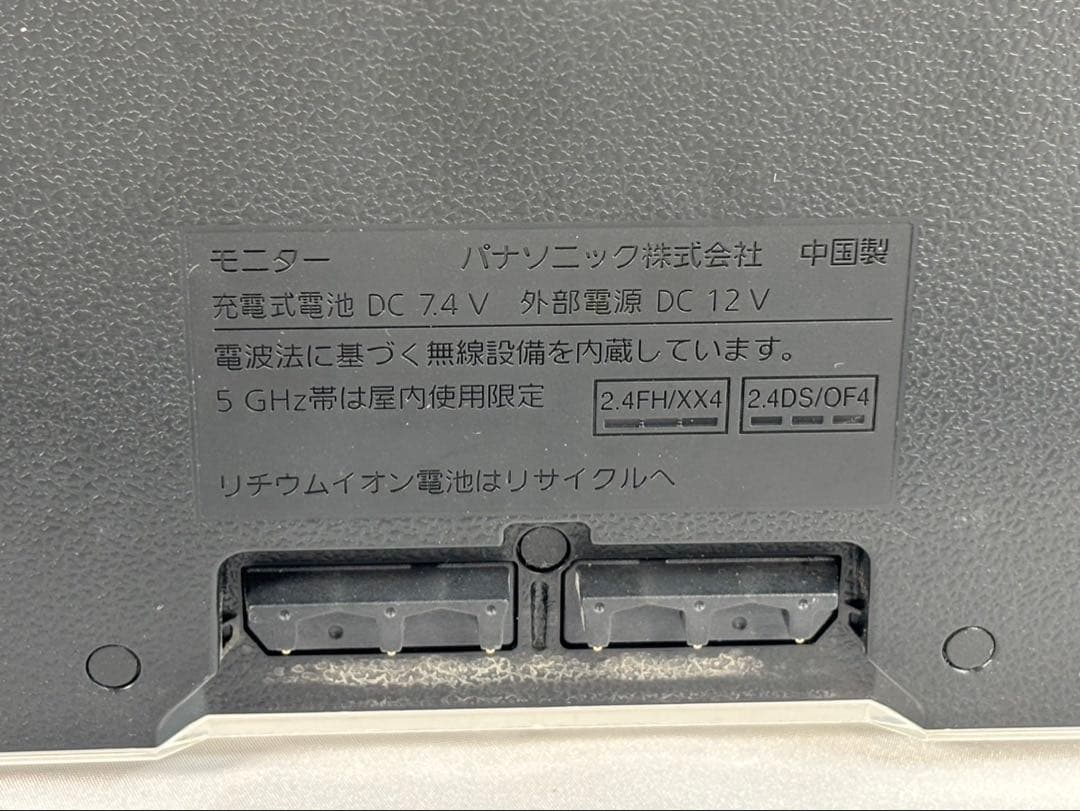 モニター パナソニック株式会社 中国製
充電式電池 DC 7.4 V 外部電源 DC 12 V
電波法に基づく無線設備を内蔵しています。
5 GHz帯は屋内使用限定 2.4FH/XX4 2.4DS/OF4
リチウムイオン電池はリサイクルへ